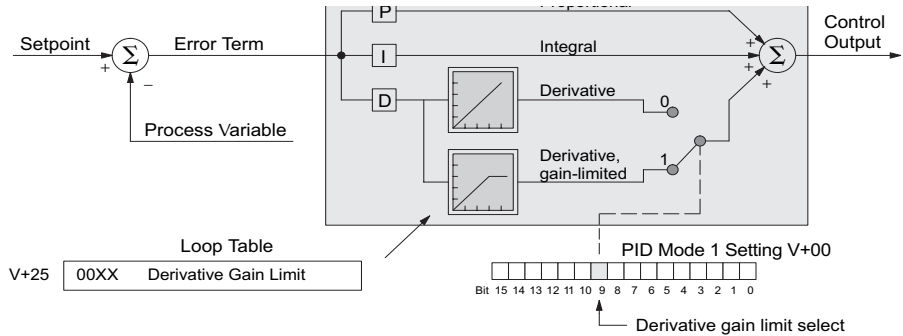 P
Proportional
Control
Output
Setpoint
Σ
Error Term
I
Integral
Σ
+
−
+
+
+
D
Derivative
0
Process Variable
Derivative,
gain-limited
1
Loop Table
PID Mode 1 Setting V+00
V+25 00XX Derivative Gain Limit
Bit 15 14 13 12 11 10 9 8 7 6 5 4 3 2 1 0
Derivative gain limit select